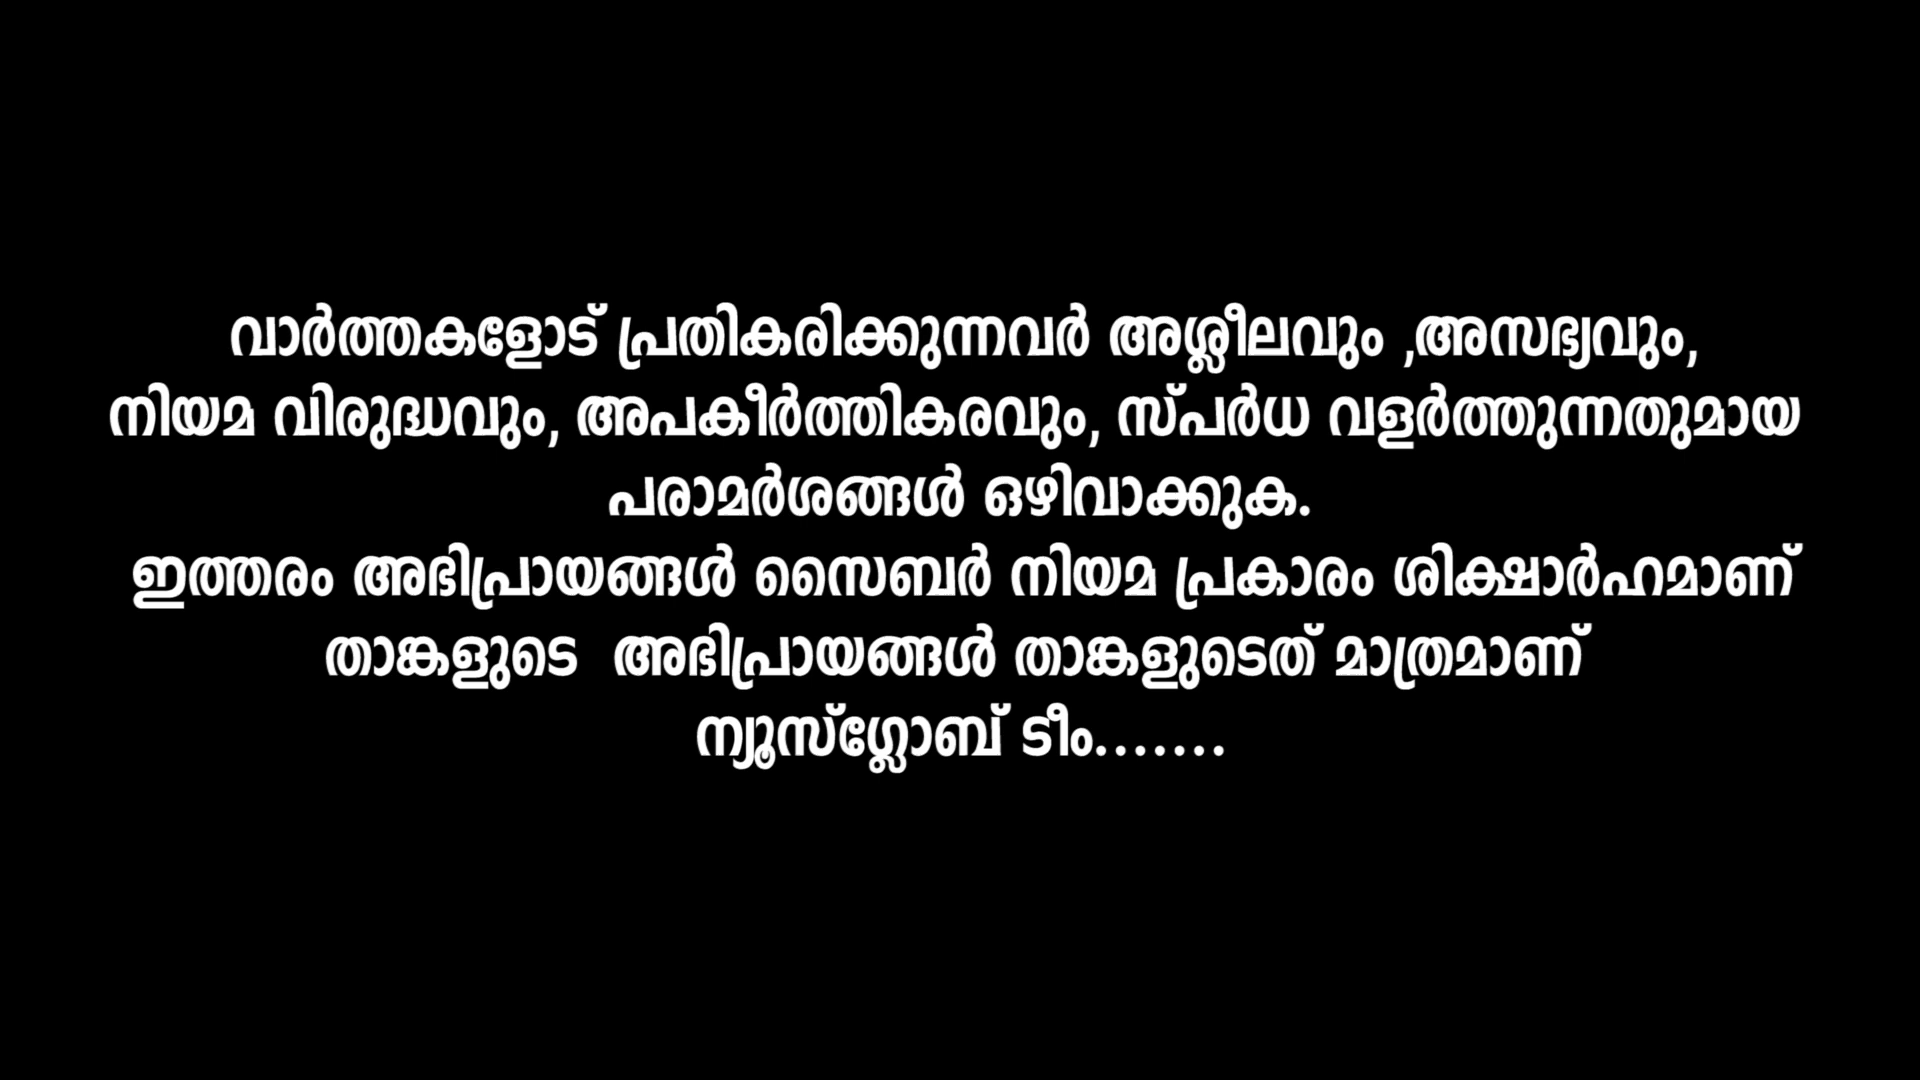 വാർത്തകളോട് പ്രതികരിക്കുന്നവർ അശ്ലീലവും ,അസഭ്യവും,
നിയമ വിരുദ്ധവും, അപകീർത്തികരവും, സ്പർധ വളർത്തുന്നതുമായ
പരാമർശങ്ങൾ ഒഴിവാക്കുക.
ഇത്തരം അഭിപ്രായങ്ങൾ സൈബർ നിയമ പ്രകാരം ശിക്ഷാർഹമാണ്
താങ്കളുടെ  അഭിപ്രായങ്ങൾ താങ്കളുടെത് മാത്രമാണ്
ന്യൂസ്ഗ്ലോബ് ടീം.......